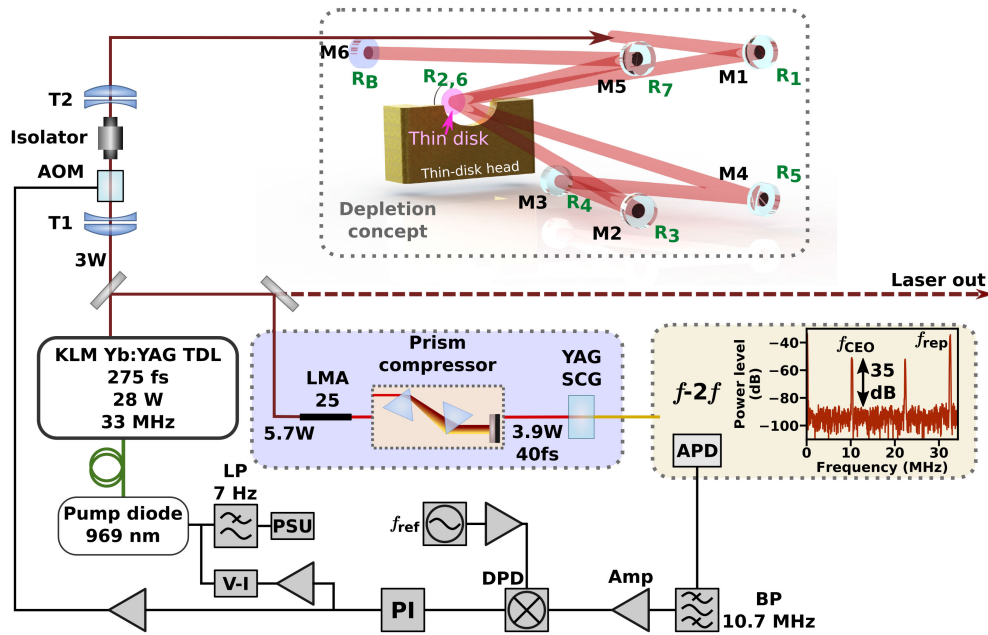 M6
R_B
R_2,6
M5
R_7
M1
R_1
Thin disk
Thin-disk head
M3
R_4
M4
R_5
M2
R_3
Depletion
concept
T2
Isolator
AOM
T1
3W
Laser out
KLM Yb:YAG TDL
275 fs
28 W
33 MHz
Prism
compressor
LMA
25
5.7W
3.9W
40fs
YAG
SCG
f-2f
APD
Power level
(dB)
−40
−60
−80
−100
f_CEO
f_rep
35
dB
0
10
20
30
Frequency (MHz)
Pump diode
969 nm
LP
7 Hz
PSU
V-I
f_ref
DPD
PI
Amp
BP
10.7 MHz